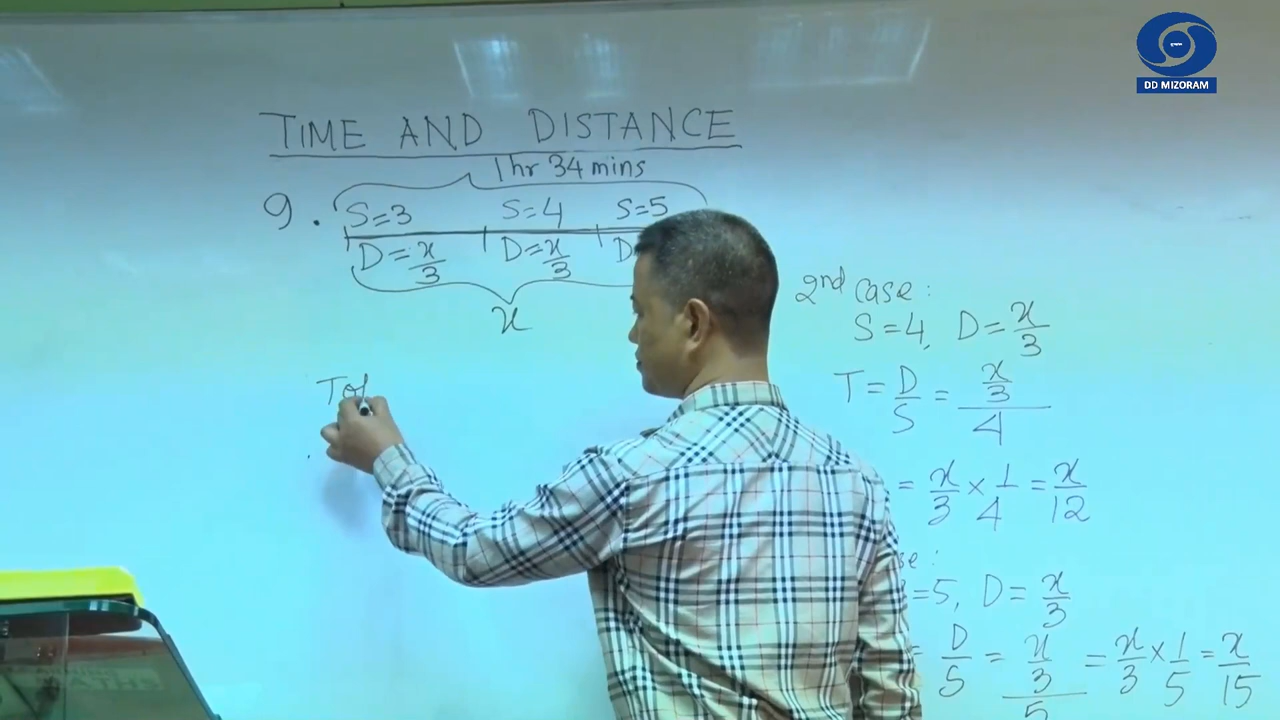 DD MIZORAM
TIME AND DISTANCE
1 hr 34 mins
9. S=3 S=4 S=5
D=x/3 D=x/3 D
x
Tot
2nd case:
S=4, D=x/3
T=D/S=(x/3)/4
=x/3×1/4=x/12
se:
=5, D=x/3
=D/5=(x/3)/5=x/3×1/5=x/15